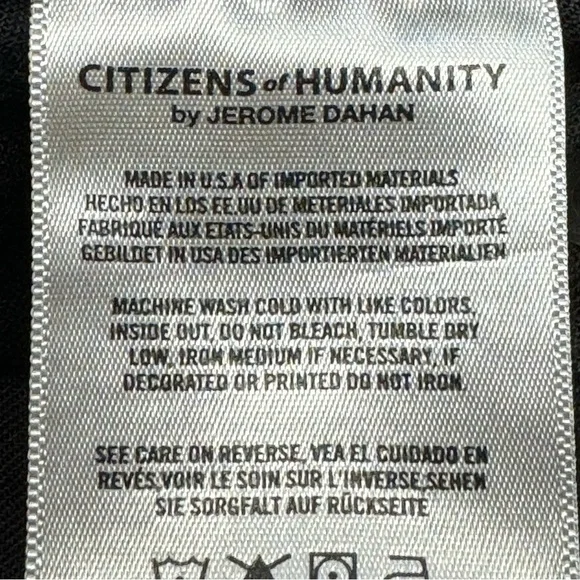 CITIZENS of HUMANITY
by JEROME DAHAN
MADE IN U.S.A OF IMPORTED MATERIALS
HECHO EN LOS EE.UU DE METERIALES IMPORTADA
FABRIQUÉ AUX ETATS-UNIS DU MATÉRIELS IMPORTÉ
GEBILDET IN USA DES IMPORTIERTEN MATERIALIEN
MACHINE WASH COLD WITH LIKE COLORS,
INSIDE OUT. DO NOT BLEACH, TUMBLE DRY
LOW, IRON MEDIUM IF NECESSARY, IF
DECORATED OR PRINTED DO NOT IRON.
SEE CARE ON REVERSE. VEA EL CUIDADO EN
REVÉS.VOIR LE SOIN SUR L'INVERSE.SEHEN
SIE SORGFALT AUF RÜCKSEITE